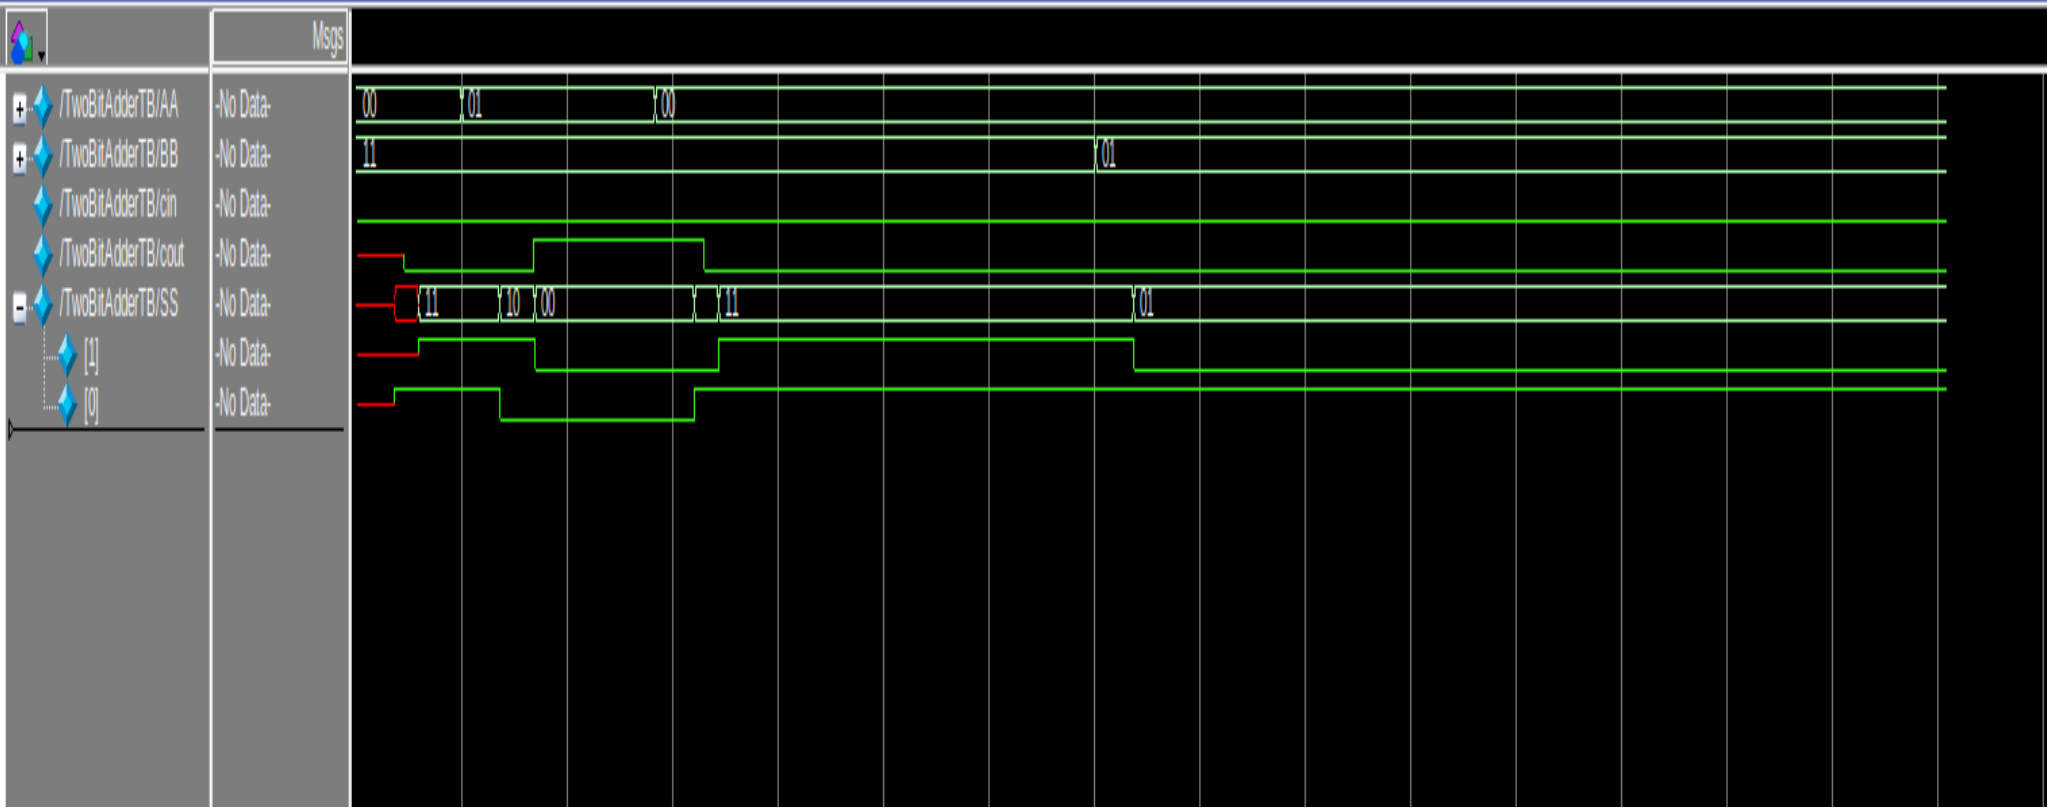 Msgs
/TwoBitAdderTB/AA -No Data- 00 01 00
/TwoBitAdderTB/BB -No Data- 11 01
/TwoBitAdderTB/cin -No Data-
/TwoBitAdderTB/cout -No Data-
/TwoBitAdderTB/SS -No Data- 11 10 00 11 01
[1] -No Data-
[0] -No Data-